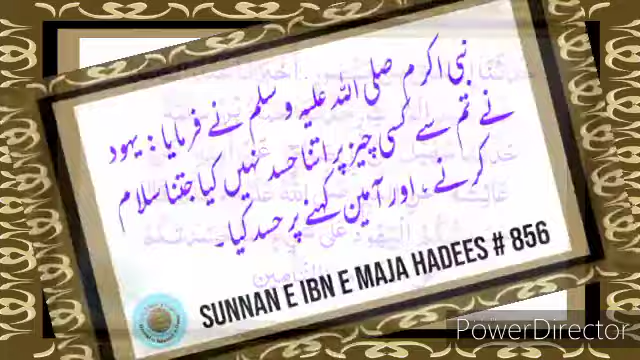 نبی اکرم صلی اللہ علیہ و سلم نے فرمایا : یہود
نے تم سے کسی چیز پر اتنا حسد نہیں کیا جتنا سلام
کرنے ، اور آمین کہنے پر حسد کیا۔
SUNNAN E IBN E MAJA HADEES # 856
PowerDirector